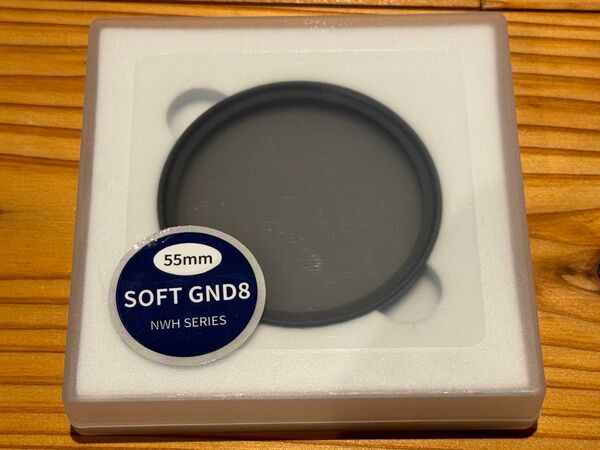 55mm
SOFT GND8
NWH SERIES